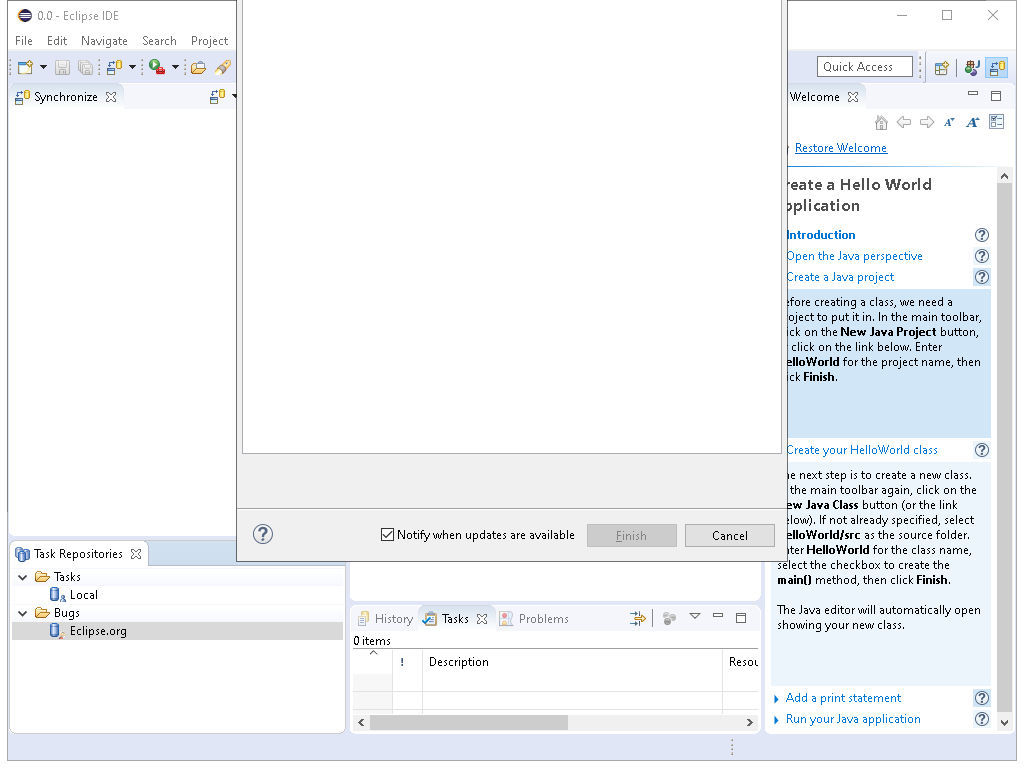 0.0 - Eclipse IDE
File Edit Navigate Search Project
Quick Access
Synchronize
Welcome
Restore Welcome
reate a Hello World
pplication
Introduction
Open the Java perspective
Create a Java project
efore creating a class, we need a
oject to put it in. In the main toolbar,
ick on the New Java Project button,
click on the link below. Enter
elloWorld for the project name, then
ick Finish.
Create your HelloWorld class
e next step is to create a new class.
the main toolbar again, click on the
ew Java Class button (or the link
elow). If not already specified, select
elloWorld/src as the source folder.
nter HelloWorld for the class name,
select the checkbox to create the
main() method, then click Finish.
The Java editor will automatically open
showing your new class.
Add a print statement
Run your Java application
Notify when updates are available
Finish
Cancel
Task Repositories
Tasks
Local
Bugs
Eclipse.org
History Tasks Problems
0 items
! Description Resou